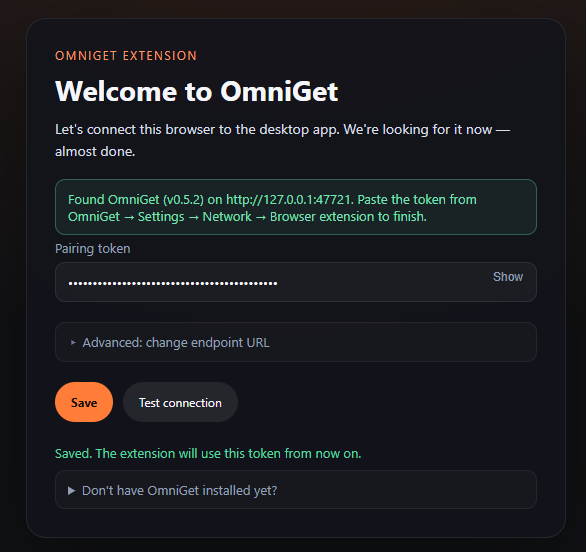 OMNIGET EXTENSION
Welcome to OmniGet
Let's connect this browser to the desktop app. We're looking for it now —
almost done.
Found OmniGet (v0.5.2) on http://127.0.0.1:47721. Paste the token from
OmniGet → Settings → Network → Browser extension to finish.
Pairing token
•••••••••••••••••••••••••••••••••••••••••••• Show
▸ Advanced: change endpoint URL
Save Test connection
Saved. The extension will use this token from now on.
▶ Don't have OmniGet installed yet?